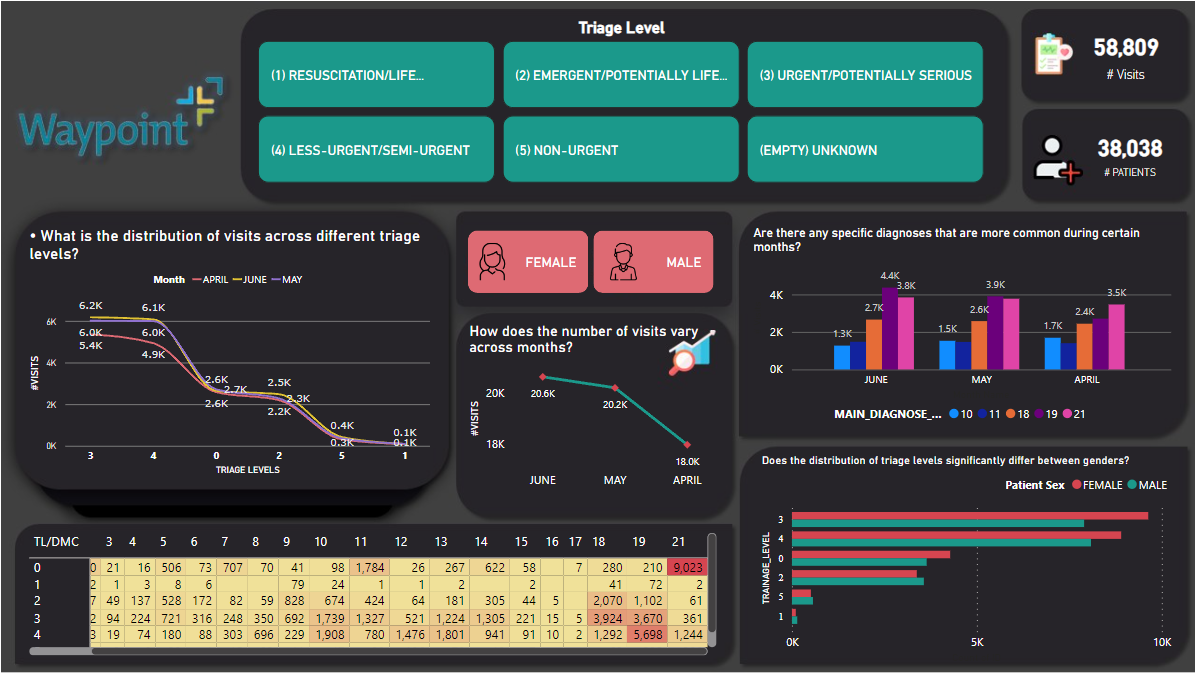 Waypoint
Triage Level
(1) RESUSCITATION/LIFE...
(2) EMERGENT/POTENTIALLY LIFE...
(3) URGENT/POTENTIALLY SERIOUS
(4) LESS-URGENT/SEMI-URGENT
(5) NON-URGENT
(EMPTY) UNKNOWN
58,809
# Visits
38,038
# PATIENTS
• What is the distribution of visits across different triage
levels?
Month APRIL JUNE MAY
6.2K 6.1K
6K
6.0K 6.0K
5.4K 4.9K
4K
2.6K 2.7K 2.5K
2.6K 2.2K 2.3K
2K
0.4K 0.1K
0.3K 0.1K
0K
#VISITS
3 4 0 2 5 1
TRIAGE LEVELS
FEMALE
MALE
How does the number of visits vary
across months?
20K
18K
#VISITS
20.6K
20.2K
18.0K
JUNE MAY APRIL
Are there any specific diagnoses that are more common during certain
months?
4K
2K
0K
1.3K 2.7K 4.4K 3.8K
1.5K 2.6K 3.9K
1.7K 2.4K 3.5K
JUNE MAY APRIL
MAIN_DIAGNOSE_... 10 11 18 19 21
Does the distribution of triage levels significantly differ between genders?
Patient Sex FEMALE MALE
TRAINAGE_LEVEL
3
4
0
2
5
1
0K 5K 10K
TL/DMC 3 4 5 6 7 8 9 10 11 12 13 14 15 16 17 18 19 21
0 0 21 16 506 73 707 70 41 98 1,784 26 267 622 58 7 280 210 9,023
1 2 1 3 8 6 79 24 1 1 2 2 41 72 2
2 7 49 137 528 172 82 59 828 674 424 64 181 305 44 5 2,070 1,102 61
3 2 94 224 721 316 248 350 692 1,739 1,327 521 1,224 1,305 221 15 5 3,924 3,670 361
4 3 19 74 180 88 303 696 229 1,908 780 1,476 1,801 941 91 10 2 1,292 5,698 1,244